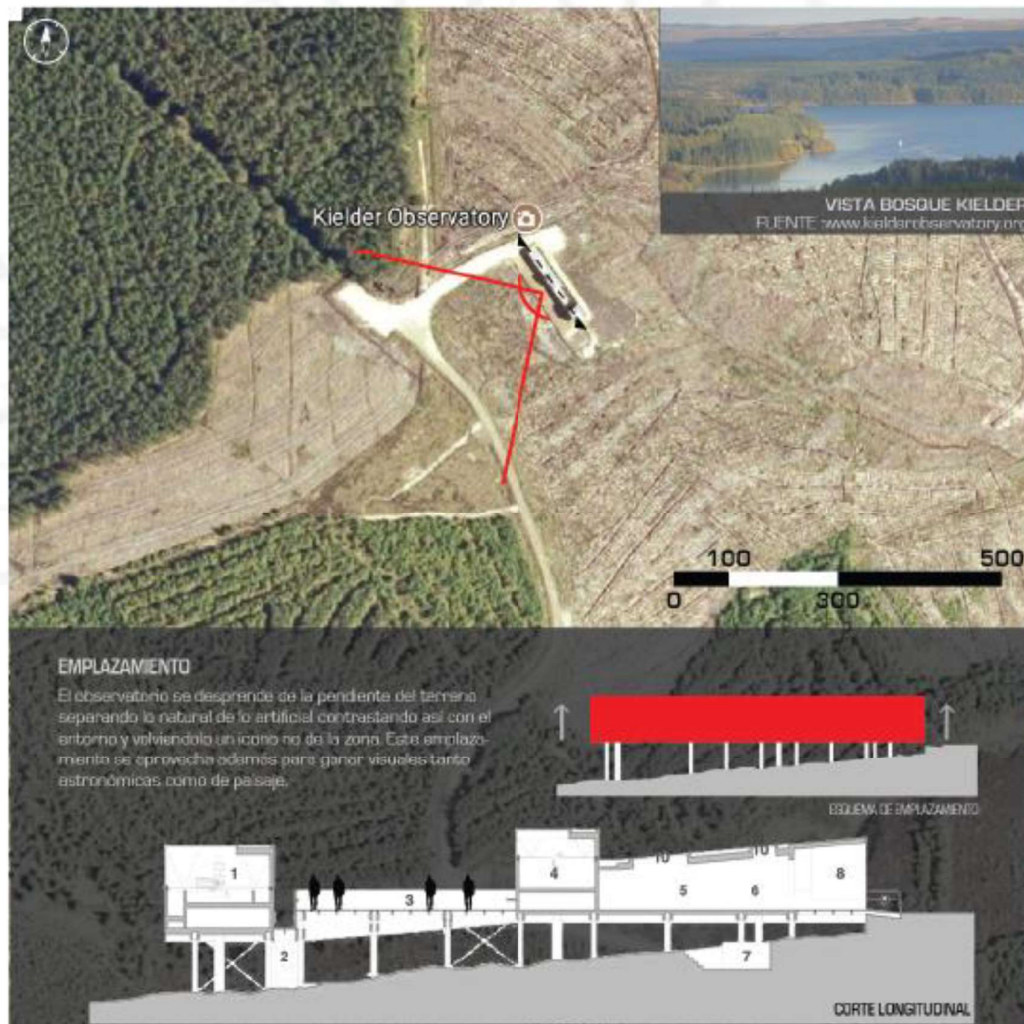 Kielder Observatory
VISTA BOSQUE KIELDER
FUENTE :www.kielderobservatory.org
100 500
0 300
EMPLAZAMIENTO
El observatorio se desprende de la pendiente del terreno
separando lo natural de lo artificial contrastando así con el
entorno y volviendolo un icono no de la zona. Este emplaza-
miento se aprovecha además para ganar visuales tanto
astronómicas como de paisaje.
ESQUEMA DE EMPLAZAMIENTO
1
2
3
4
5
6
7
8
10
10
CORTE LONGITUDINAL